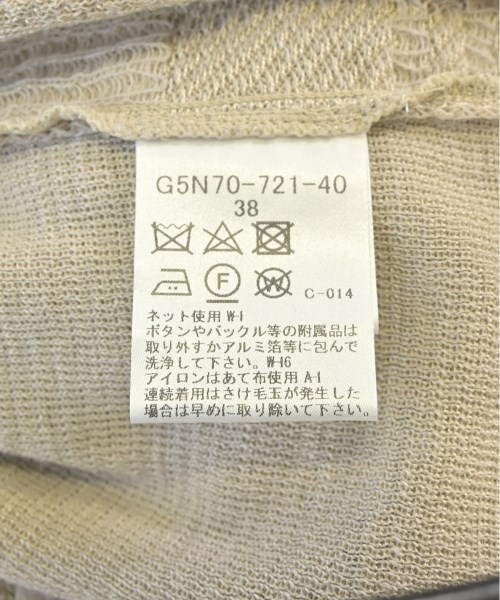 G5N70-721-40
38
F W C-014
ネット使用 W-1
ボタンやバックル等の附属品は
取り外すかアルミ箔等に包んで
洗浄して下さい。W-16
アイロンはあて布使用 A-1
連続着用はさけ毛玉が発生した
場合は早めに取り除いて下さい。